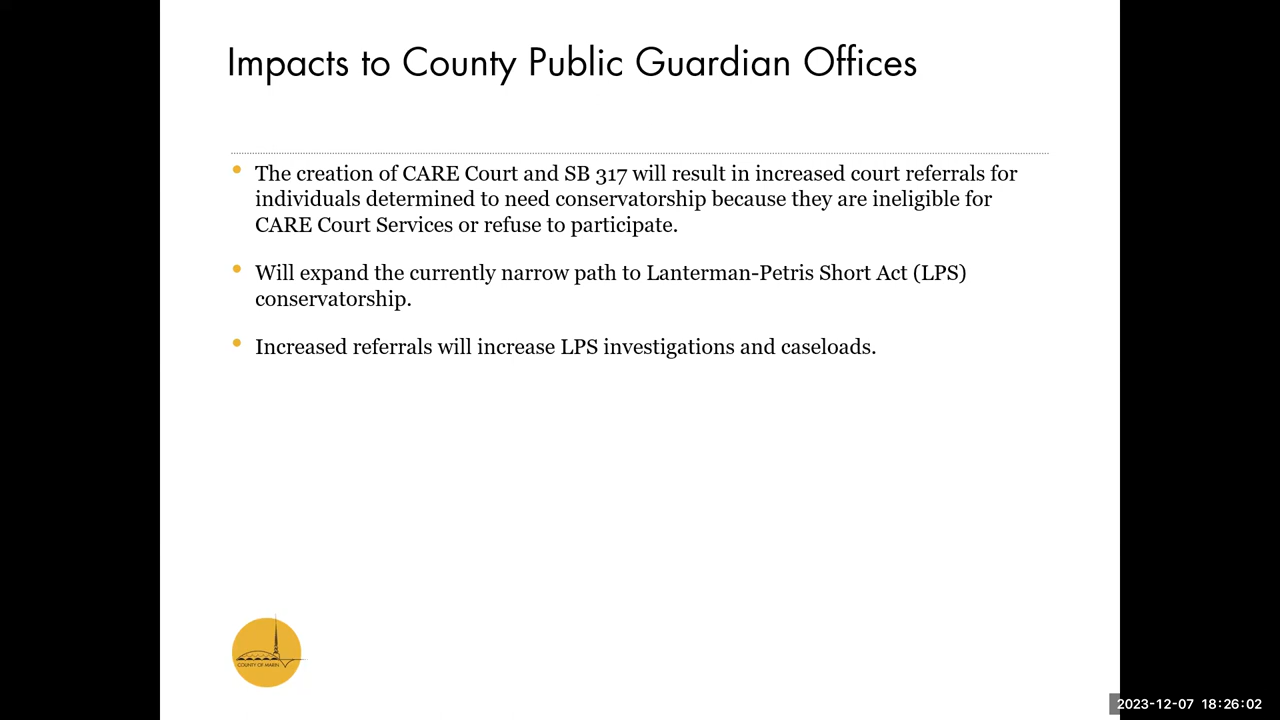 Impacts to County Public Guardian Offices
The creation of CARE Court and SB 317 will result in increased court referrals for
individuals determined to need conservatorship because they are ineligible for
CARE Court Services or refuse to participate.
Will expand the currently narrow path to Lanterman-Petris Short Act (LPS)
conservatorship.
Increased referrals will increase LPS investigations and caseloads.
COUNTY OF MARIN
2023-12-07 18:26:02